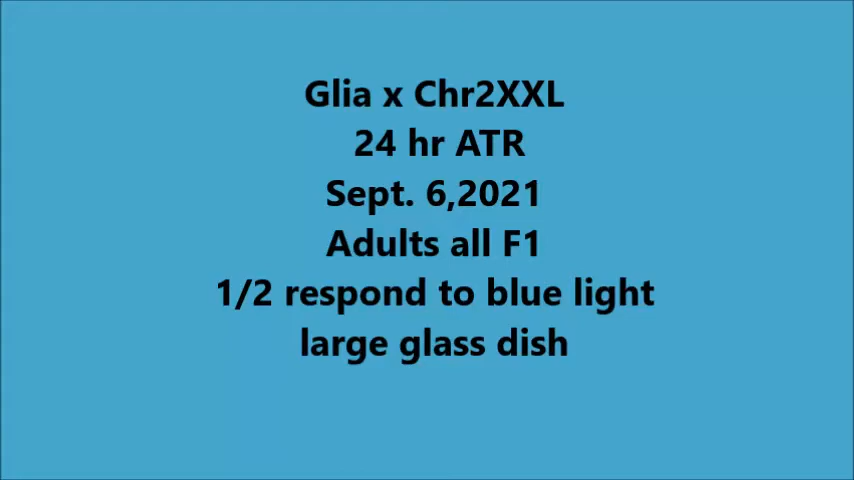 Glia x Chr2XXL
24 hr ATR
Sept. 6,2021
Adults all F1
1/2 respond to blue light
large glass dish